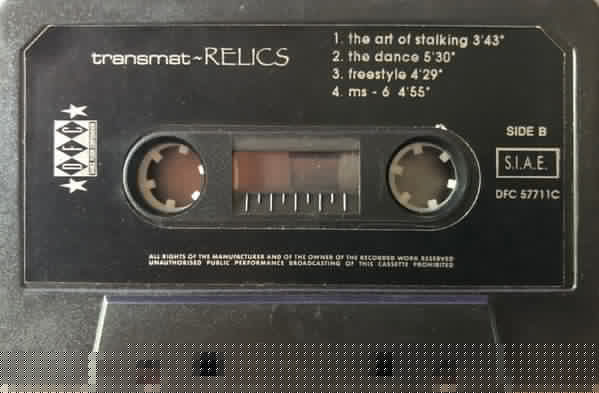 transmat~RELICS
1. the art of stalking 3'43"
2. the dance 5'30"
3. freestyle 4'29"
4. ms - 6 4'55"
DFC
SIDE B
S.I.A.E.
DFC 57711C
ALL RIGHTS OF THE MANUFACTURER AND OF THE OWNER OF THE RECORDED WORK RESERVED
UNAUTHORISED PUBLIC PERFORMANCE BROADCASTING OF THIS CASSETTE PROHIBITED